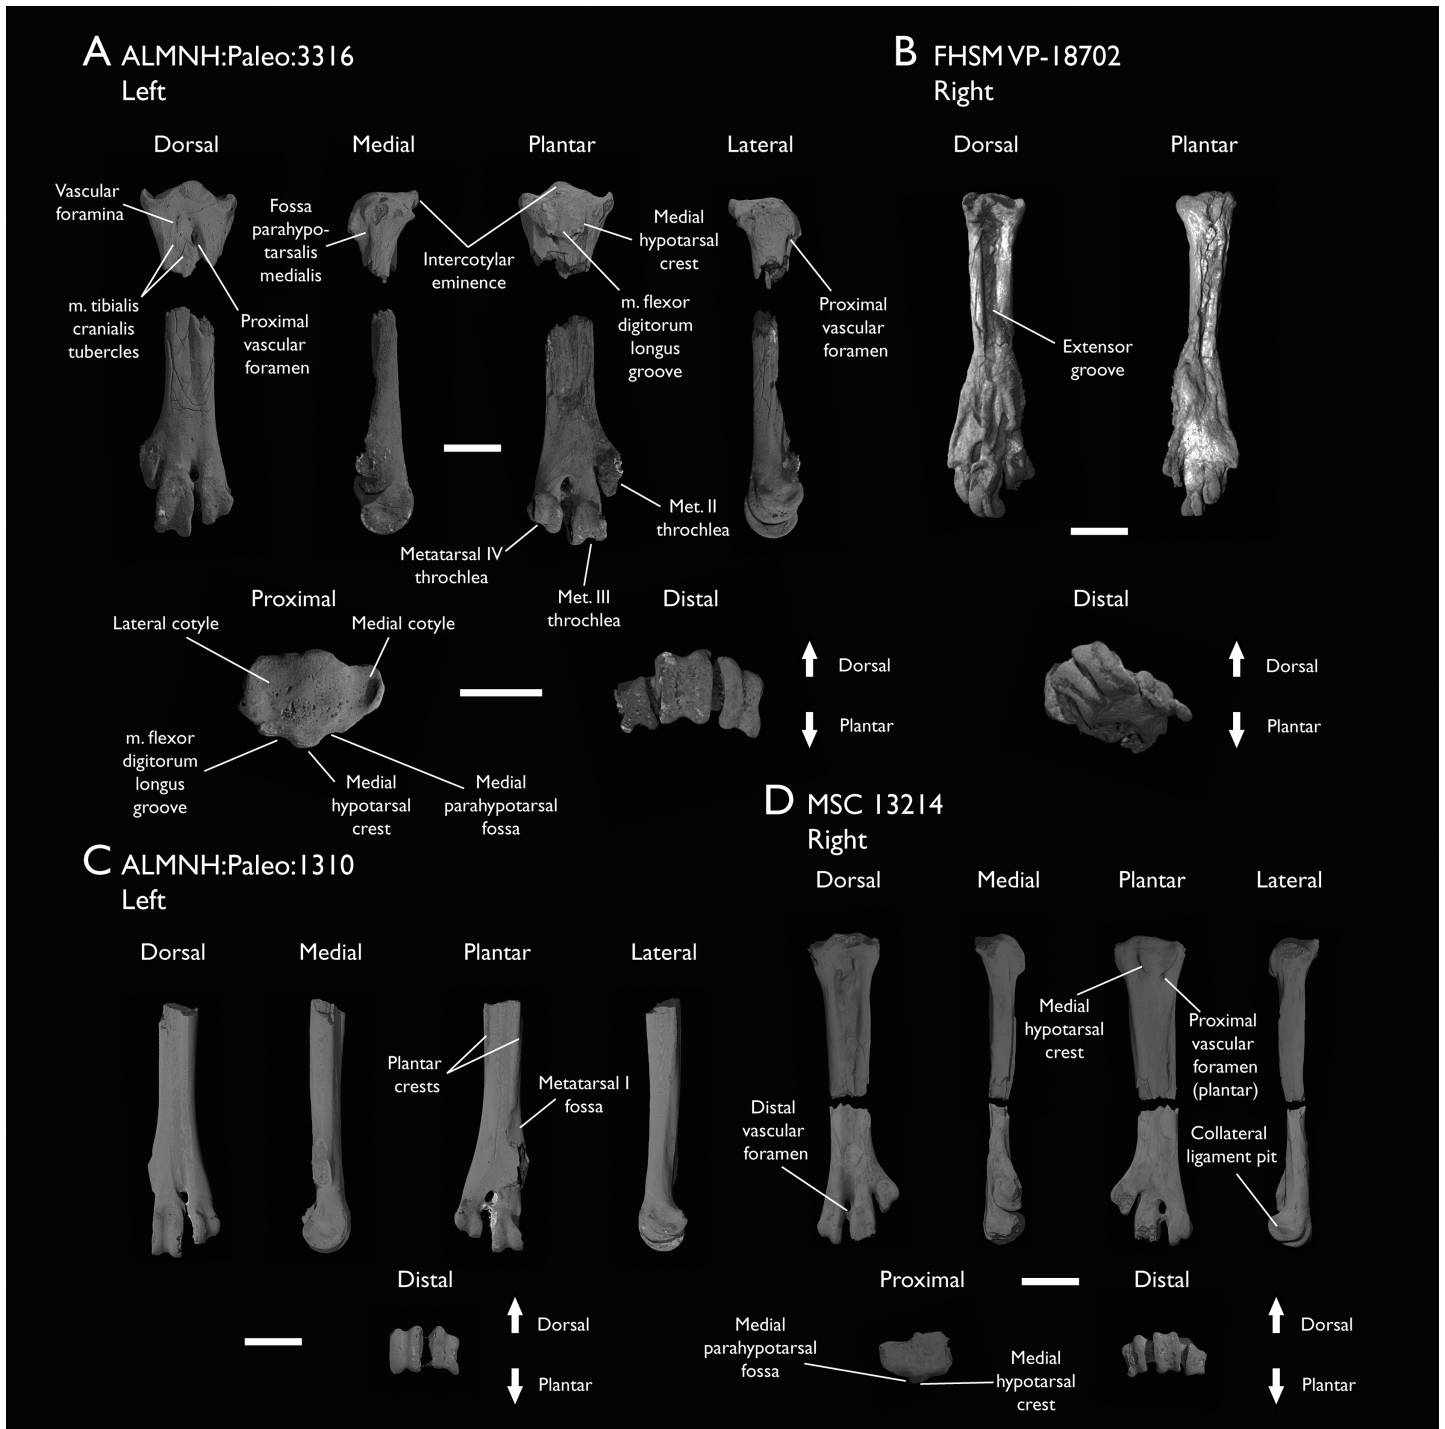 A ALMNH:Paleo:3316
Left
Dorsal
Medial
Plantar
Lateral
Vascular
foramina
m. tibialis
cranialis
tubercles
Proximal
vascular
foramen
Fossa
parahypo-
tarsalis
medialis
Intercotylar
eminence
Medial
hypotarsal
crest
m. flexor
digitorum
longus
groove
Proximal
vascular
foramen
Met. II
throchlea
Metatarsal IV
throchlea
Met. III
throchlea
Proximal
Lateral cotyle
Medial cotyle
m. flexor
digitorum
longus
groove
Medial
hypotarsal
crest
Medial
parahypotarsal
fossa
Distal
Dorsal
Plantar
B FHSM VP-18702
Right
Dorsal
Plantar
Extensor
groove
Distal
Dorsal
Plantar
C ALMNH:Paleo:1310
Left
Dorsal
Medial
Plantar
Lateral
Plantar
crests
Metatarsal I
fossa
Distal
Dorsal
Plantar
D MSC 13214
Right
Dorsal
Medial
Plantar
Lateral
Distal
vascular
foramen
Medial
hypotarsal
crest
Proximal
vascular
foramen
(plantar)
Collateral
ligament pit
Proximal
Medial
parahypotarsal
fossa
Medial
hypotarsal
crest
Distal
Dorsal
Plantar